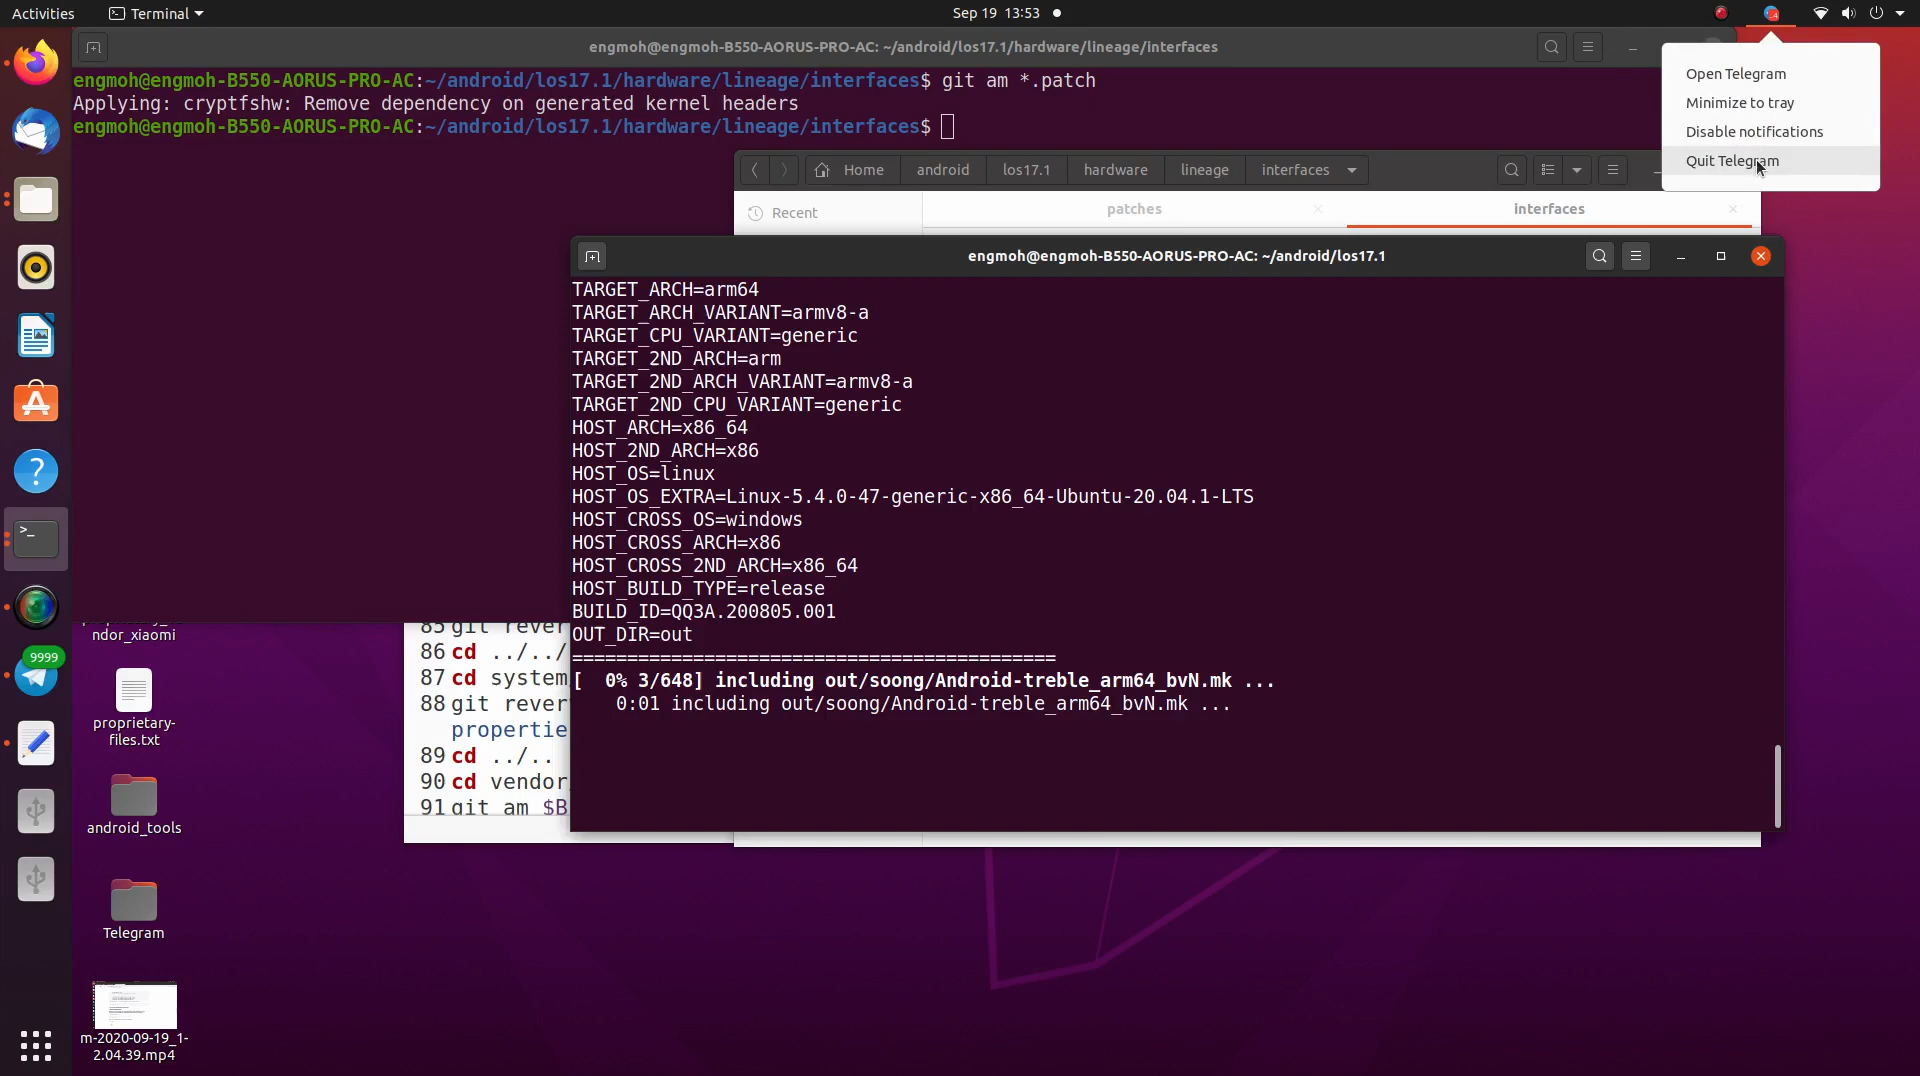 Activities
Terminal
Sep 19 13:53
4
engmoh@engmoh-B550-AORUS-PRO-AC: ~/android/los17.1/hardware/lineage/interfaces
engmoh@engmoh-B550-AORUS-PRO-AC:~/android/los17.1/hardware/lineage/interfaces$ git am *.patch
Applying: cryptfshw: Remove dependency on generated kernel headers
engmoh@engmoh-B550-AORUS-PRO-AC:~/android/los17.1/hardware/lineage/interfaces$
Open Telegram
Minimize to tray
Disable notifications
Quit Telegram
Home
android
los17.1
hardware
lineage
interfaces
Recent
patches
interfaces
engmoh@engmoh-B550-AORUS-PRO-AC: ~/android/los17.1
TARGET_ARCH=arm64
TARGET_ARCH_VARIANT=armv8-a
TARGET_CPU_VARIANT=generic
TARGET_2ND_ARCH=arm
TARGET_2ND_ARCH_VARIANT=armv8-a
TARGET_2ND_CPU_VARIANT=generic
HOST_ARCH=x86_64
HOST_2ND_ARCH=x86
HOST_OS=linux
HOST_OS_EXTRA=Linux-5.4.0-47-generic-x86_64-Ubuntu-20.04.1-LTS
HOST_CROSS_OS=windows
HOST_CROSS_ARCH=x86
HOST_CROSS_2ND_ARCH=x86_64
HOST_BUILD_TYPE=release
BUILD_ID=QQ3A.200805.001
OUT_DIR=out
============================================
[  0% 3/648] including out/soong/Android-treble_arm64_bvN.mk ...
    0:01 including out/soong/Android-treble_arm64_bvN.mk ...
85 git rever
86 cd ../../
87 cd system
88 git rever
propertie
89 cd ../..
90 cd vendor
91 git am $B
ndor_xiaomi
proprietary-
files.txt
android_tools
Telegram
m-2020-09-19_1-
2.04.39.mp4
9999